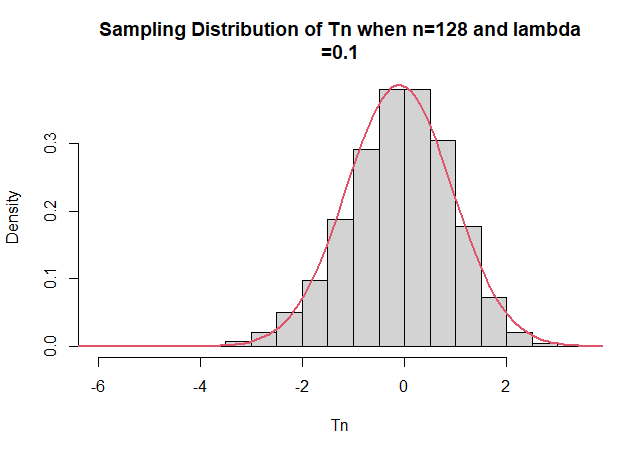 Sampling Distribution of Tn when n=128 and lambda
=0.1
Density
0.3
0.2
0.1
0.0
-6 -4 -2 0 2
Tn